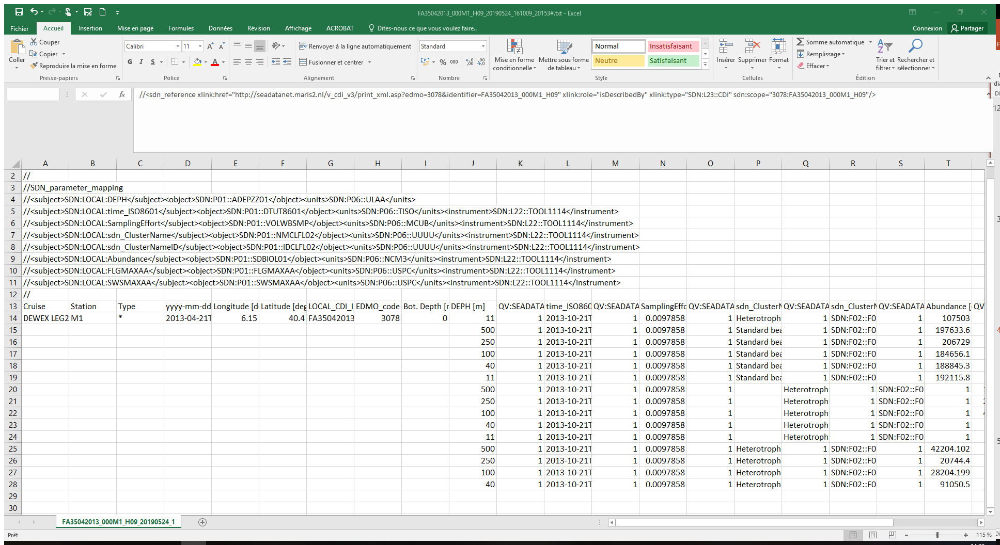 FA35042013_000M1_H09_20190524_161009_20153#.txt - Excel
Fichier Accueil Insertion Mise en page Formules Données Révision Affichage ACROBAT Dites-nous ce que vous voulez faire.. Connexion Partager
Coller
Couper
Copier
Reproduire la mise en forme
Presse-papiers
Calibri 11
G I S
Police
Renvoyer à la ligne automatiquement
Fusionner et centrer
Alignement
Standard
% 000
Nombre
Mise en forme conditionnelle
Mettre sous forme de tableau
Normal Insatisfaisant
Neutre Satisfaisant
Style
Insérer Supprimer Format
Cellules
Somme automatique
Remplissage
Effacer
Trier et filtrer
Rechercher et sélectionner
Édition
fx //<sdn_reference xlink:href="http://seadatanet.maris2.nl/v_cdi_v3/print_xml.asp?edmo=3078&identifier=FA35042013_000M1_H09" xlink:role="isDescribedBy" xlink:type="SDN:L23::CDI" sdn:scope="3078:FA35042013_000M1_H09"/>
A B C D E F G H I J K L M N O P Q R S T
2 //
3 //SDN_parameter_mapping
4 //<subject>SDN:LOCAL:DEPH</subject><object>SDN:P01::ADEPZZ01</object><units>SDN:P06::ULAA</units>
5 //<subject>SDN:LOCAL:time_ISO8601</subject><object>SDN:P01::DTUT8601</object><units>SDN:P06::TISO</units><instrument>SDN:L22::TOOL1114</instrument>
6 //<subject>SDN:LOCAL:SamplingEffort</subject><object>SDN:P01::VOLWBSMP</object><units>SDN:P06::MCUB</units><instrument>SDN:L22::TOOL1114</instrument>
7 //<subject>SDN:LOCAL:sdn_ClusterName</subject><object>SDN:P01::NMCLFL02</object><units>SDN:P06::UUUU</units><instrument>SDN:L22::TOOL1114</instrument>
8 //<subject>SDN:LOCAL:sdn_ClusterNameID</subject><object>SDN:P01::IDCLFL02</object><units>SDN:P06::UUUU</units><instrument>SDN:L22::TOOL1114</instrument>
9 //<subject>SDN:LOCAL:Abundance</subject><object>SDN:P01::SDBIOL01</object><units>SDN:P06::NCM3</units><instrument>SDN:L22::TOOL1114</instrument>
10 //<subject>SDN:LOCAL:FLGMAXAA</subject><object>SDN:P01::FLGMAXAA</object><units>SDN:P06::USPC</units><instrument>SDN:L22::TOOL1114</instrument>
11 //<subject>SDN:LOCAL:SWSMAXAA</subject><object>SDN:P01::SWSMAXAA</object><units>SDN:P06::USPC</units><instrument>SDN:L22::TOOL1114</instrument>
12 //
13 Cruise Station Type yyyy-mm-dd Longitude [d Latitude [deg LOCAL_CDI_I EDMO_code Bot. Depth [r DEPH [m] QV:SEADATA time_ISO860 QV:SEADATA SamplingEffo QV:SEADATA sdn_ClusterN QV:SEADATA sdn_ClusterN QV:SEADATA Abundance [ QV
14 DEWEX LEG2 M1 * 2013-04-21T 6.15 40.4 FA35042013 3078 0 11 1 2013-10-21T 1 0.0097858 1 Heterotroph 1 SDN:F02::F0 1 107503
15 500 1 2013-10-21T 1 0.0097858 1 Standard bea 1 SDN:F02::F0 1 197633.6
16 250 1 2013-10-21T 1 0.0097858 1 Standard bea 1 SDN:F02::F0 1 206729
17 100 1 2013-10-21T 1 0.0097858 1 Standard bea 1 SDN:F02::F0 1 184656.1
18 40 1 2013-10-21T 1 0.0097858 1 Standard bea 1 SDN:F02::F0 1 188845.3
19 11 1 2013-10-21T 1 0.0097858 1 Standard bea 1 SDN:F02::F0 1 192115.8
20 500 1 2013-10-21T 1 0.0097858 1 Heterotroph 1 SDN:F02::F0 1
21 250 1 2013-10-21T 1 0.0097858 1 Heterotroph 1 SDN:F02::F0 1
22 100 1 2013-10-21T 1 0.0097858 1 Heterotroph 1 SDN:F02::F0 1
23 40 1 2013-10-21T 1 0.0097858 1 Heterotroph 1 SDN:F02::F0 1
24 11 1 2013-10-21T 1 0.0097858 1 Heterotroph 1 SDN:F02::F0 1
25 500 1 2013-10-21T 1 0.0097858 1 Heterotroph 1 SDN:F02::F0 1 42204.102
26 250 1 2013-10-21T 1 0.0097858 1 Heterotroph 1 SDN:F02::F0 1 20744.4
27 100 1 2013-10-21T 1 0.0097858 1 Heterotroph 1 SDN:F02::F0 1 28204.199
28 40 1 2013-10-21T 1 0.0097858 1 Heterotroph 1 SDN:F02::F0 1 91050.5
29
30
FA35042013_000M1_H09_20190524_1
Prêt 115 %